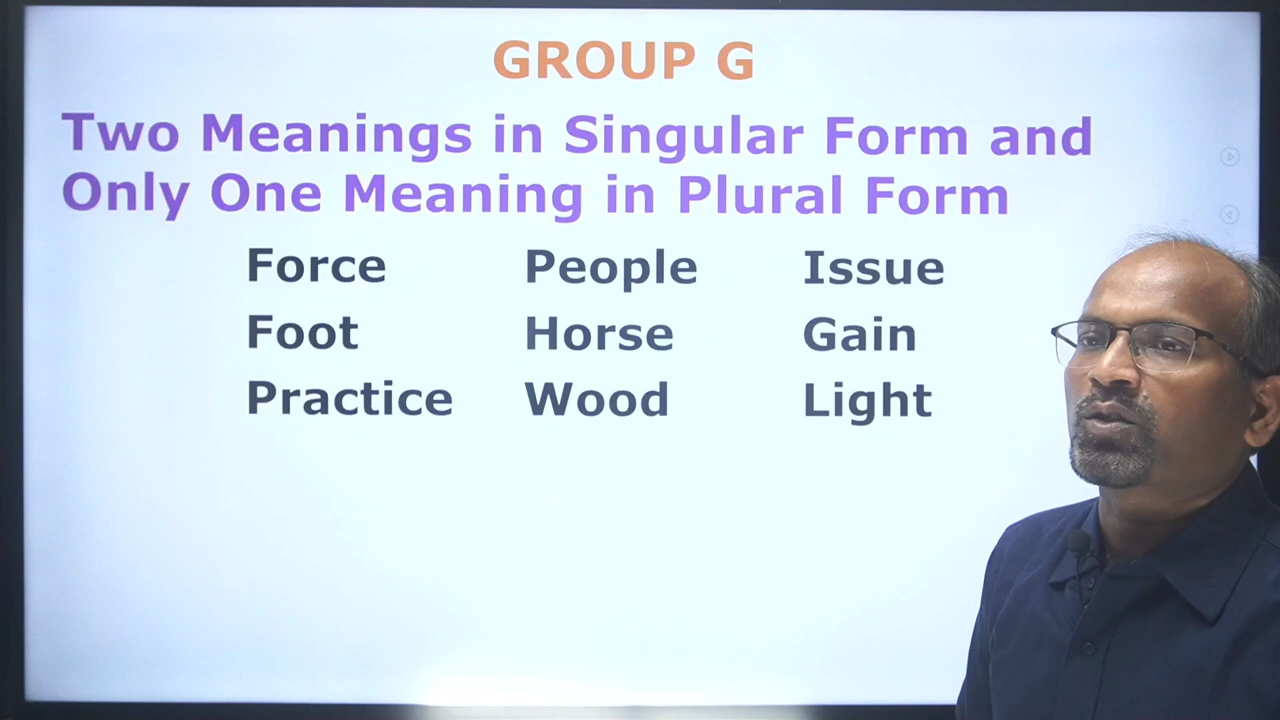 GROUP G
Two Meanings in Singular Form and
Only One Meaning in Plural Form
Force People Issue
Foot Horse Gain
Practice Wood Light